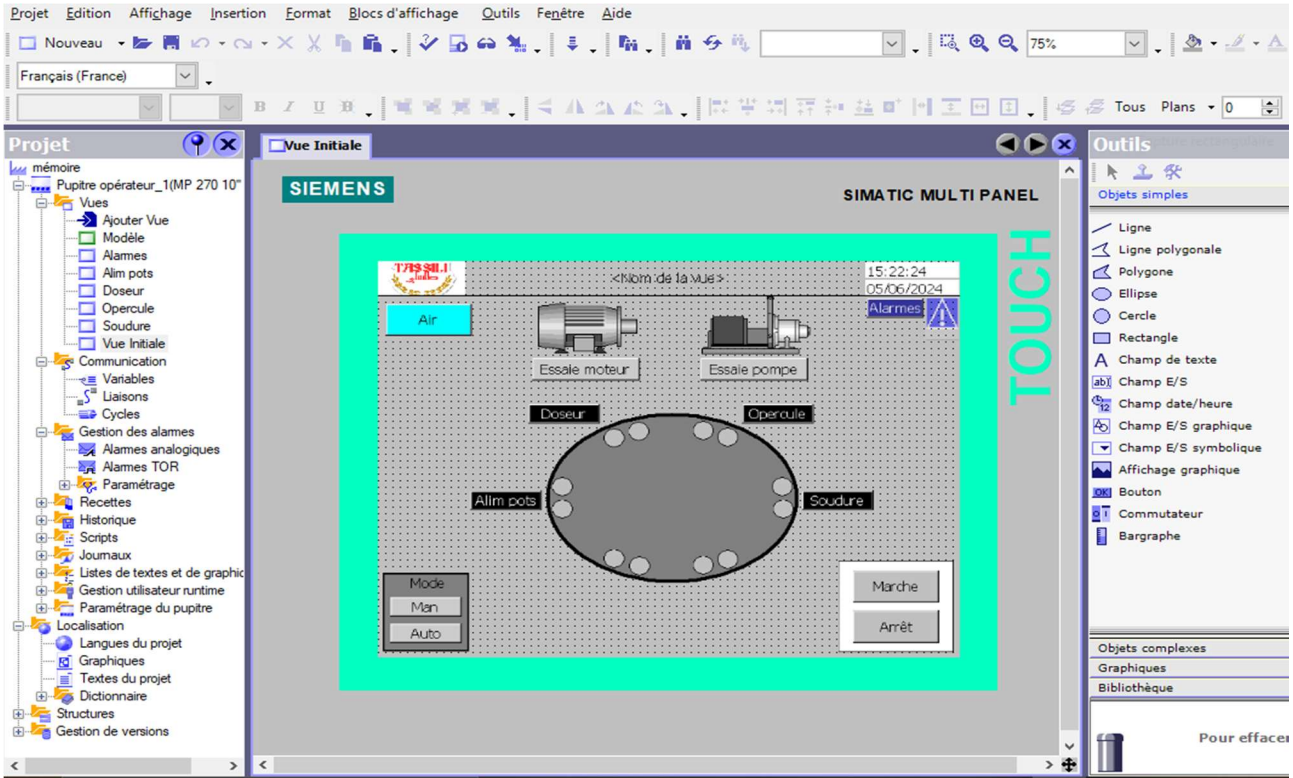 Projet Edition Affichage Insertion Format Blocs d'affichage Outils Fenêtre Aide
Nouveau 75%
Français (France)
B I U Tous Plans 0
Projet
mémoire
Pupitre opérateur_1(MP 270 10"
Vues
Ajouter Vue
Modèle
Alarmes
Alim pots
Doseur
Opercule
Soudure
Vue Initiale
Communication
Variables
Liaisons
Cycles
Gestion des alarmes
Alarmes analogiques
Alarmes TOR
Paramétrage
Recettes
Historique
Scripts
Journaux
Listes de textes et de graphic
Gestion utilisateur runtime
Paramétrage du pupitre
Localisation
Langues du projet
Graphiques
Textes du projet
Dictionnaire
Structures
Gestion de versions
Vue Initiale
SIEMENS
SIMATIC MULTI PANEL
TOUCH
<Nom de la vue>
15:22:24
05/06/2024
Air
Alarmes
Essaie moteur
Essaie pompe
Doseur
Opercule
Alim pots
Soudure
Mode
Man
Auto
Marche
Arrêt
Outils
Objets simples
Ligne
Ligne polygonale
Polygone
Ellipse
Cercle
Rectangle
Champ de texte
Champ E/S
Champ date/heure
Champ E/S graphique
Champ E/S symbolique
Affichage graphique
Bouton
Commutateur
Bargraphe
Objets complexes
Graphiques
Bibliothèque
Pour effacer